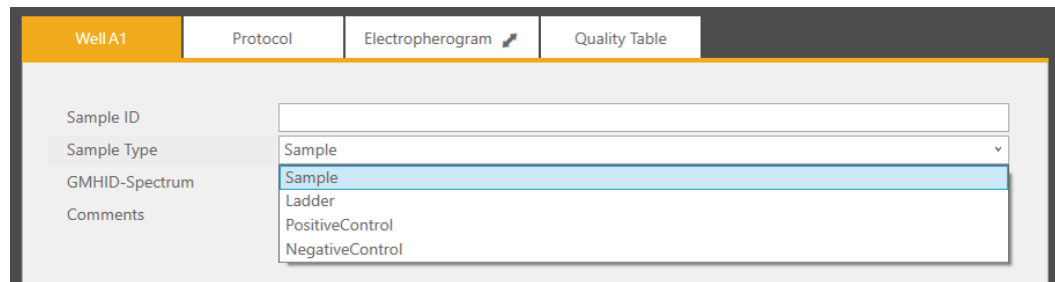 Well A1 Protocol Electropherogram Quality Table
Sample ID
Sample Type Sample
GMHID-Spectrum Sample
Ladder
Comments PositiveControl
NegativeControl